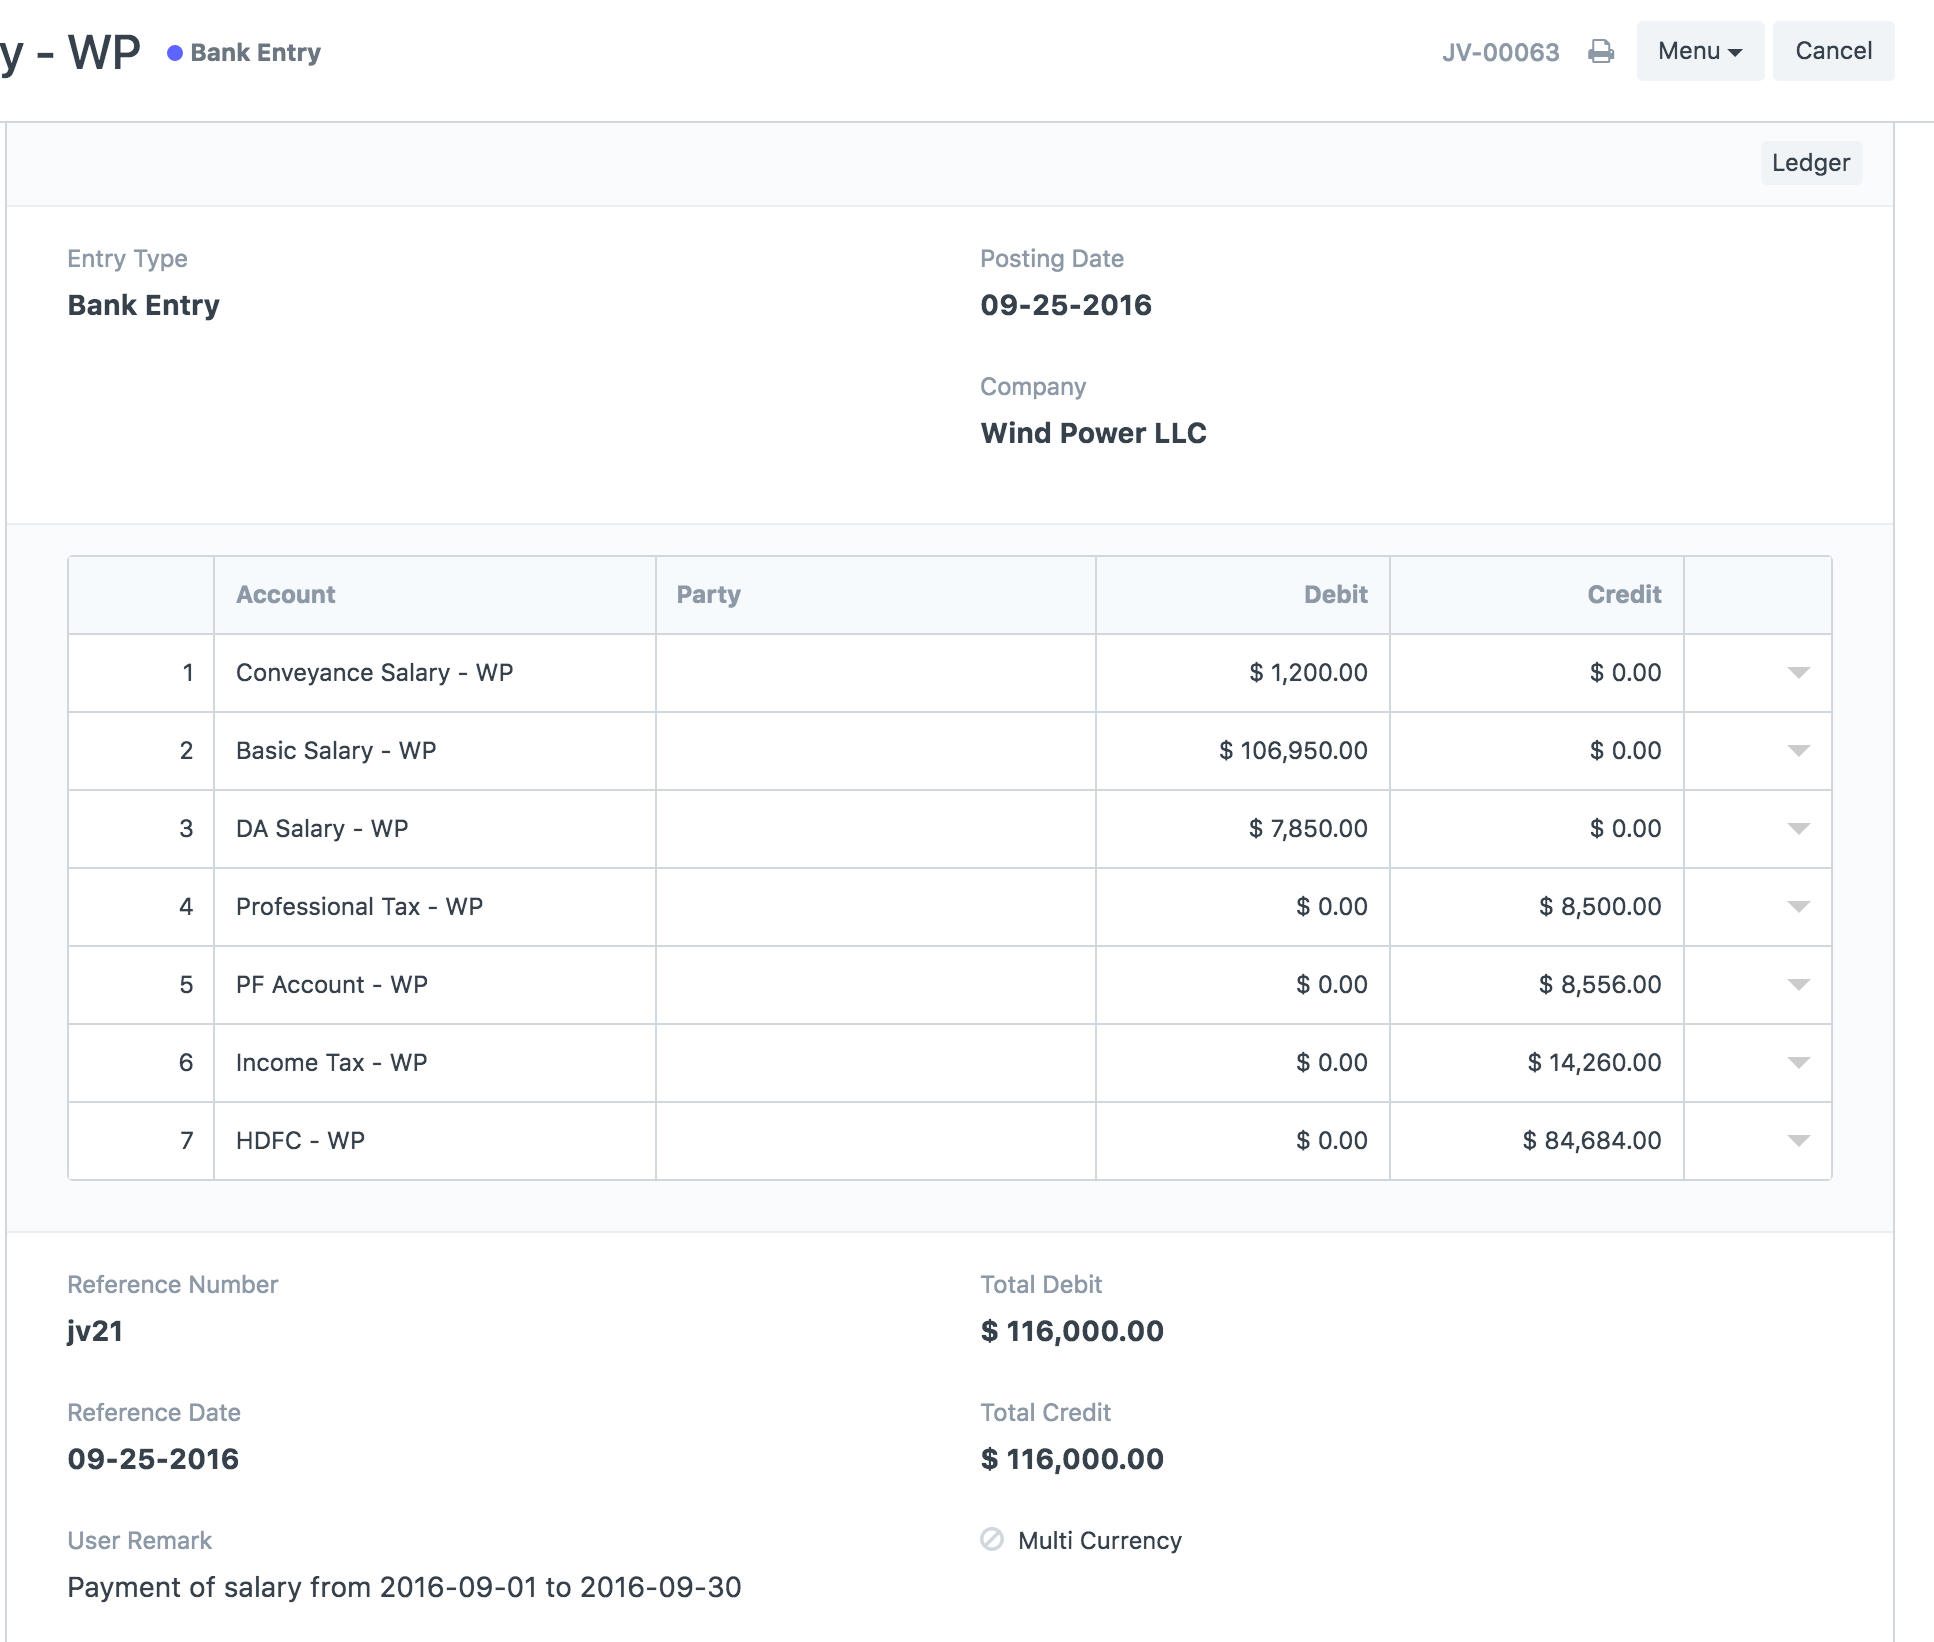 y - WP Bank Entry JV-00063 Menu Cancel
Ledger
Entry Type Posting Date
Bank Entry 09-25-2016
Company
Wind Power LLC
Account Party Debit Credit
1 Conveyance Salary - WP $ 1,200.00 $ 0.00
2 Basic Salary - WP $ 106,950.00 $ 0.00
3 DA Salary - WP $ 7,850.00 $ 0.00
4 Professional Tax - WP $ 0.00 $ 8,500.00
5 PF Account - WP $ 0.00 $ 8,556.00
6 Income Tax - WP $ 0.00 $ 14,260.00
7 HDFC - WP $ 0.00 $ 84,684.00
Reference Number Total Debit
jv21 $ 116,000.00
Reference Date Total Credit
09-25-2016 $ 116,000.00
User Remark Multi Currency
Payment of salary from 2016-09-01 to 2016-09-30